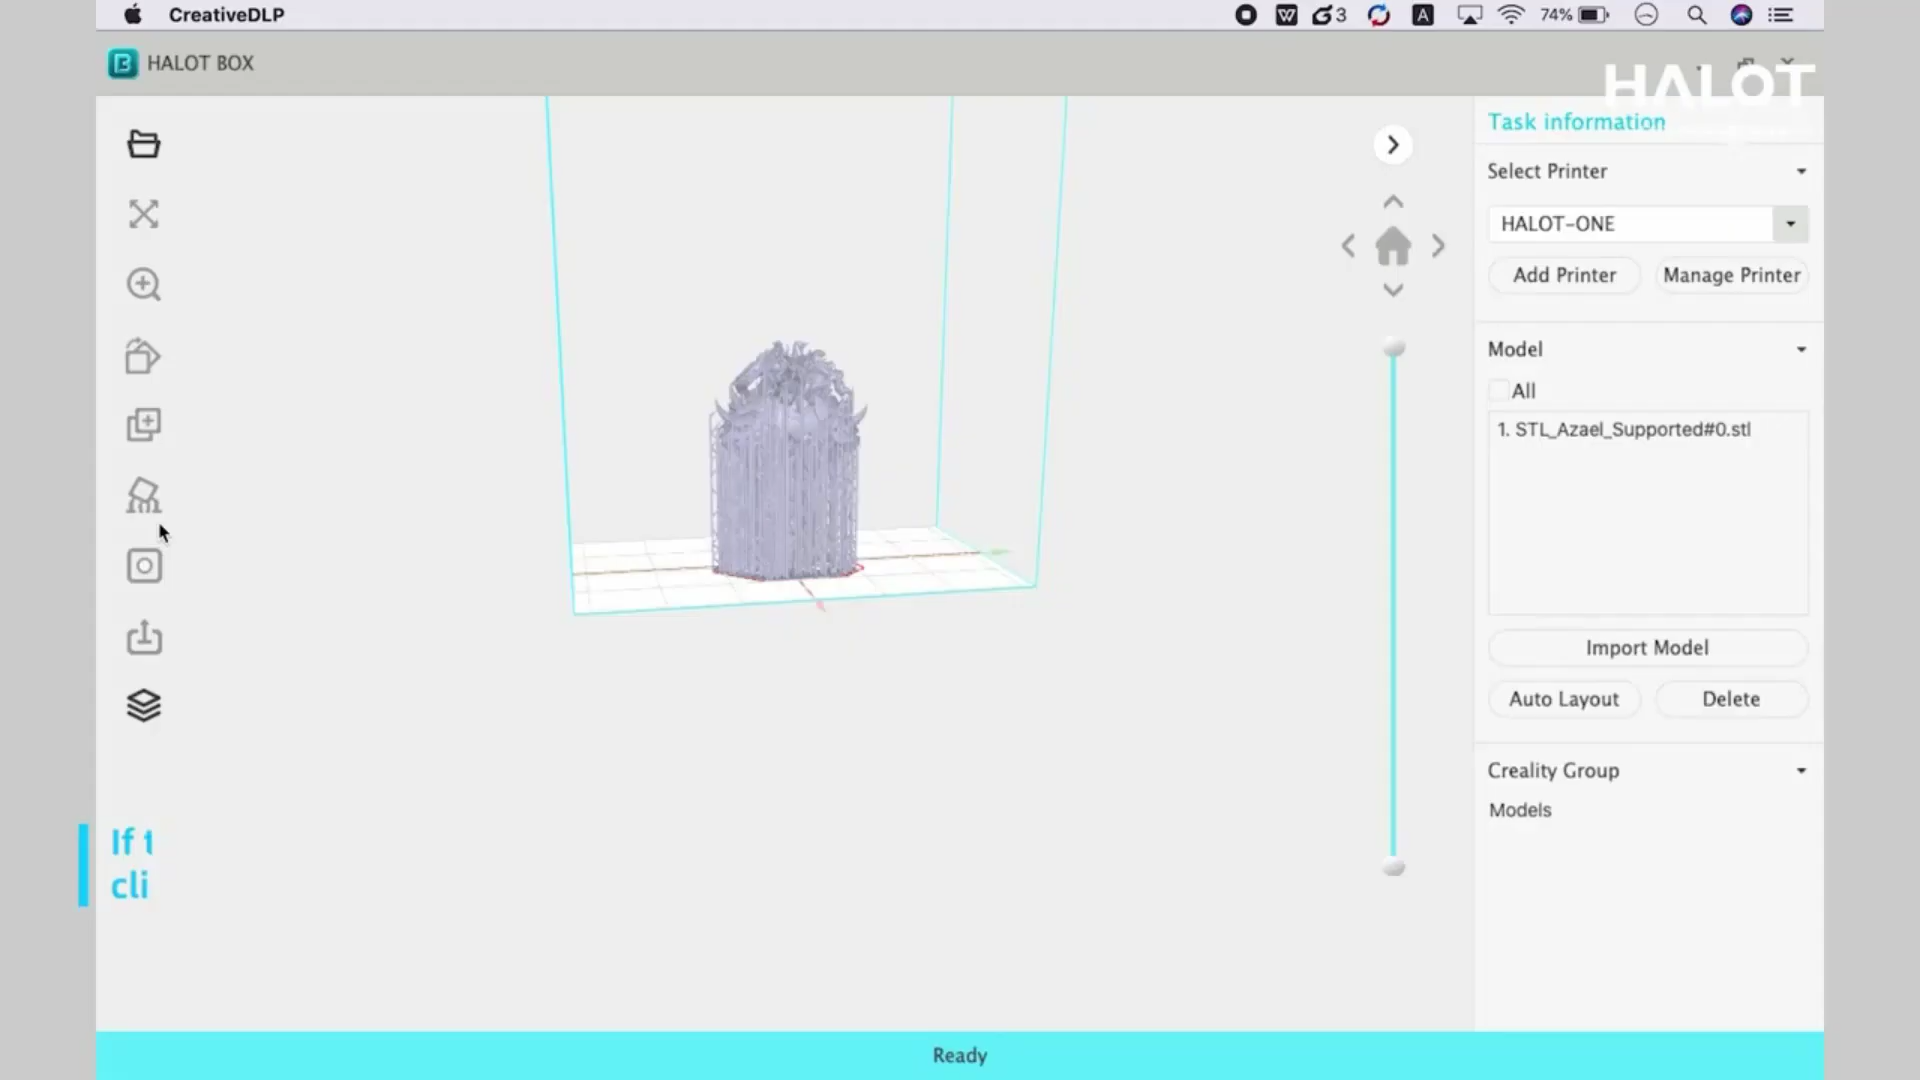 CreativeDLP
3
A
74%
HALOT BOX
HALOT
Task information
Select Printer
HALOT-ONE
Add Printer
Manage Printer
Model
All
1. STL_Azael_Supported#0.stl
Import Model
Auto Layout
Delete
Creality Group
Models
If t
cli
Ready